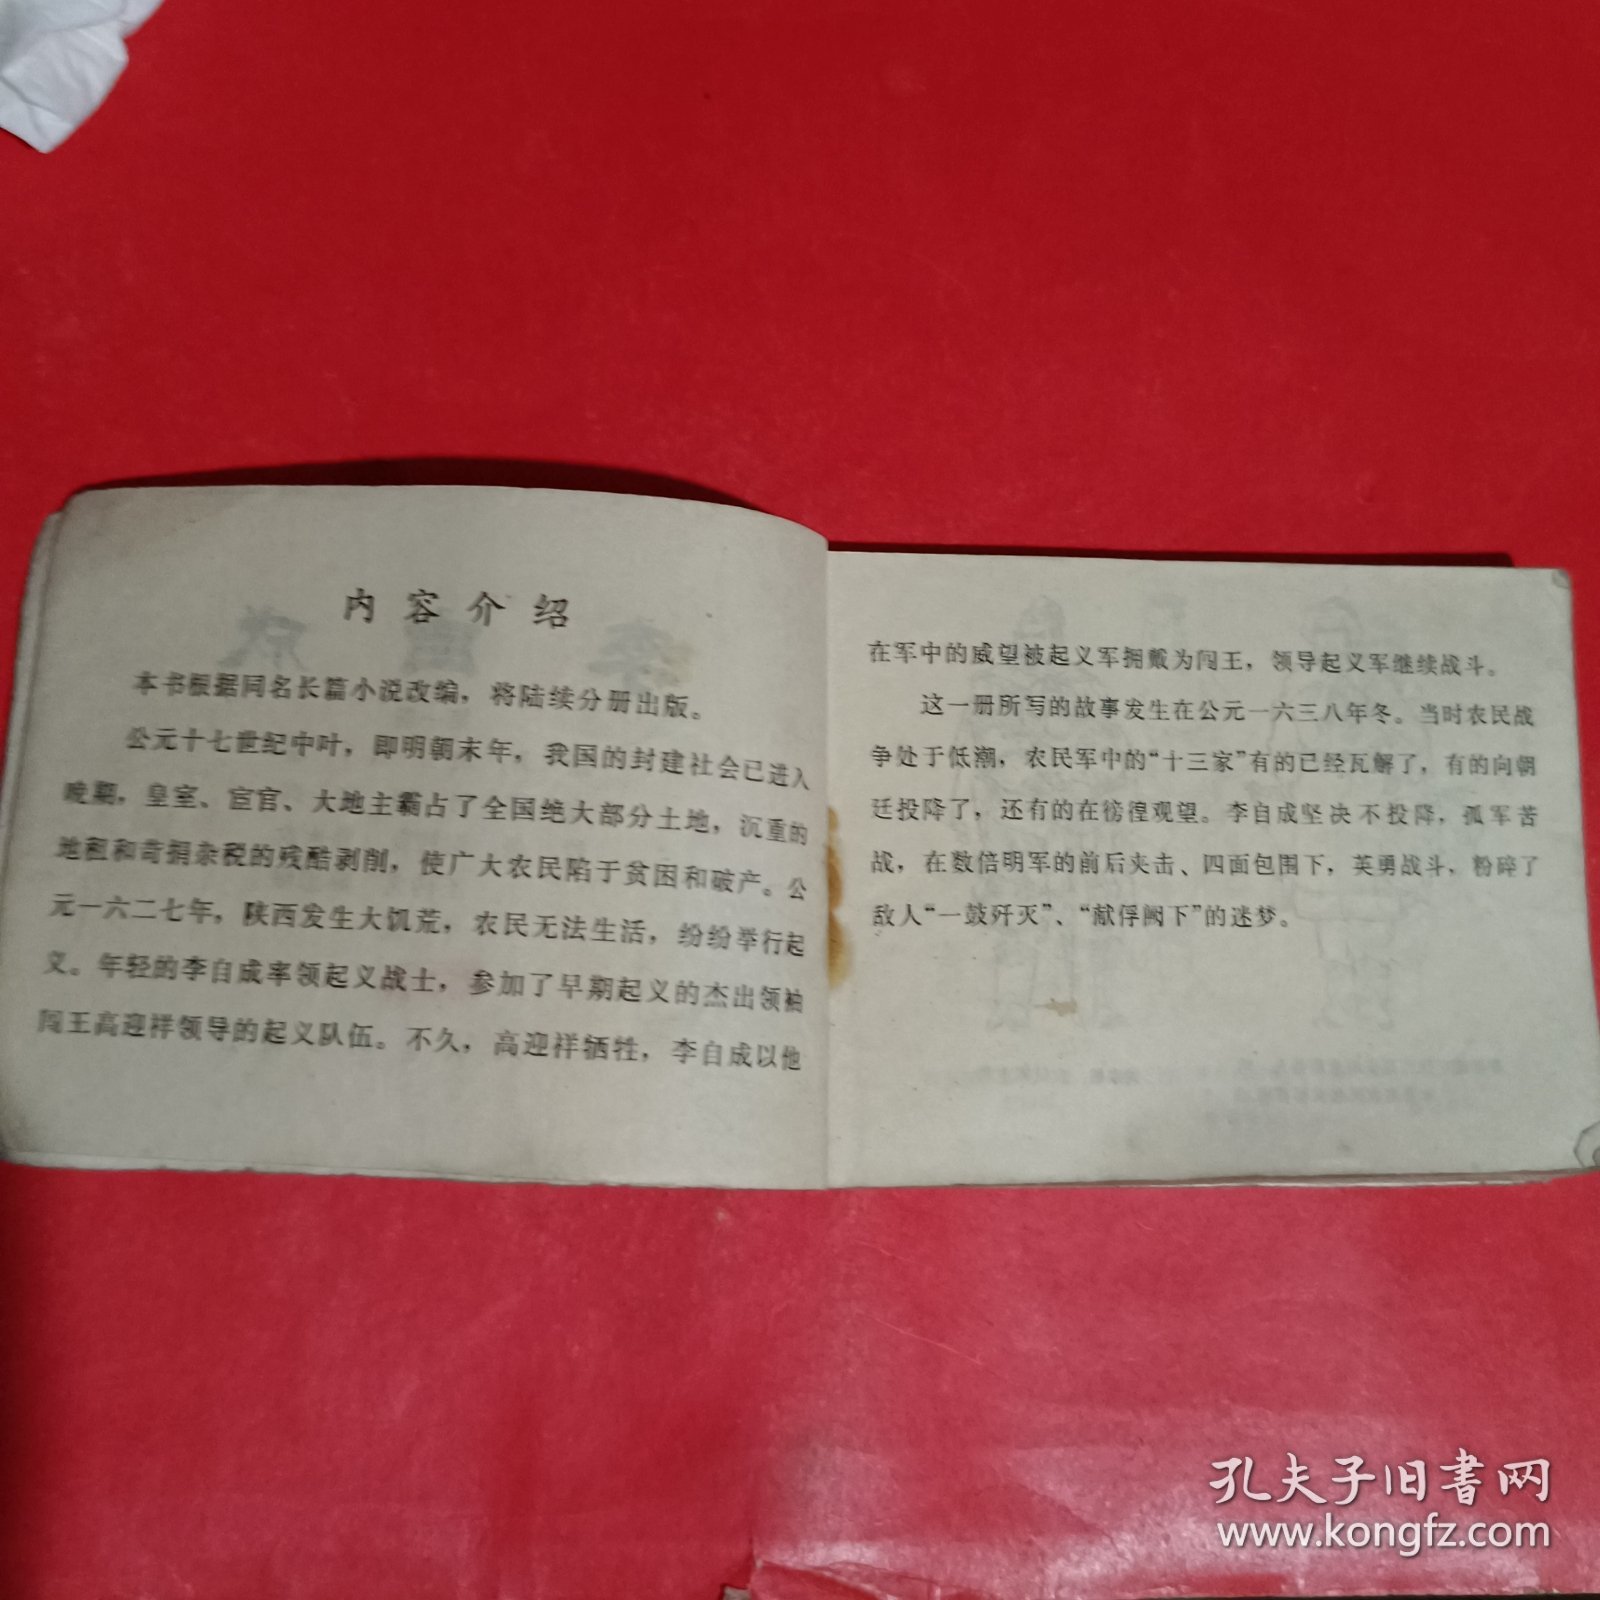 内容介绍
本书根据同名长篇小说改编，将陆续分册出版。
公元十七世纪中叶，即明朝末年，我国的封建社会已进入
晚期，皇室、宦官、大地主霸占了全国绝大部分土地，沉重的
地租和苛捐杂税的残酷剥削，使广大农民陷于贫困和破产。公
元一六二七年，陕西发生大饥荒，农民无法生活，纷纷举行起
义。年轻的李自成率领起义战士，参加了早期起义的杰出领袖
闯王高迎祥领导的起义队伍。不久，高迎祥牺牲，李自成以他
在军中的威望被起义军拥戴为闯王，领导起义军继续战斗。
这一册所写的故事发生在公元一六三八年冬。当时农民战
争处于低潮，农民军中的“十三家”有的已经瓦解了，有的向朝
廷投降了，还有的在徬徨观望。李自成坚决不投降，孤军苦
战，在数倍明军的前后夹击、四面包围下，英勇战斗，粉碎了
敌人“一鼓歼灭”、“献俘阙下”的迷梦。
孔夫子旧書网
www.kongfz.com